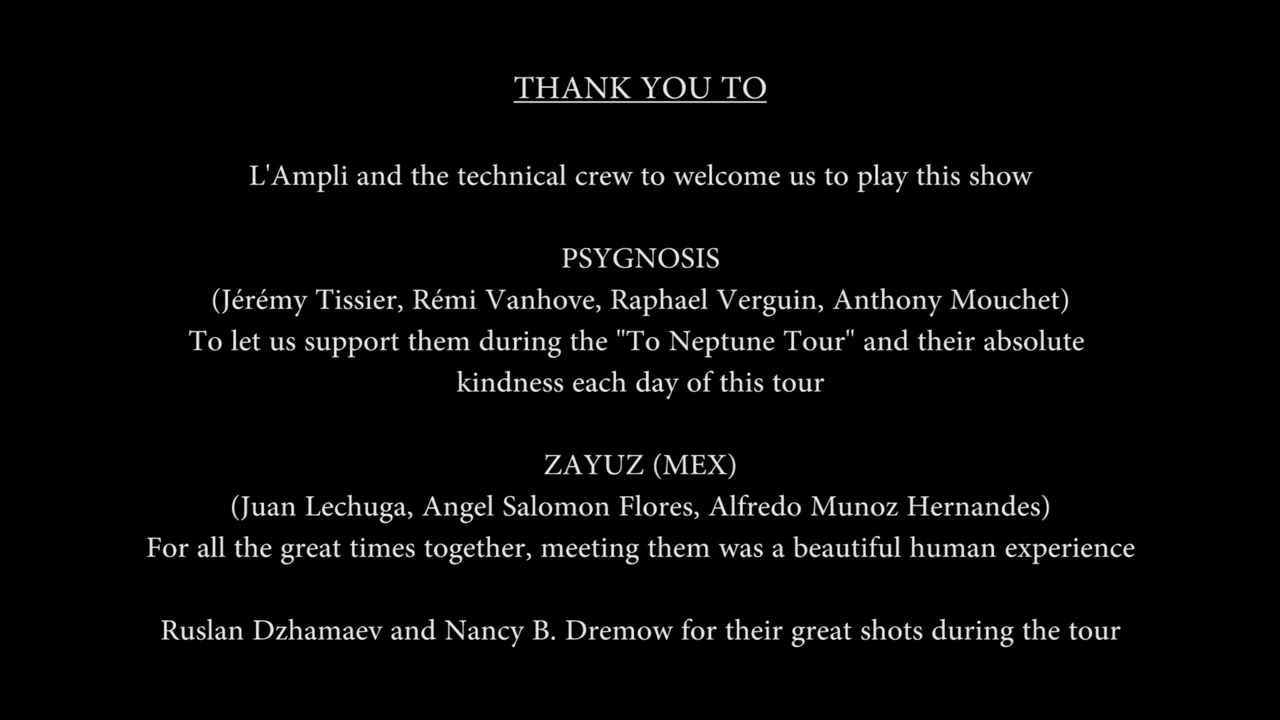 THANK YOU TO
L'Ampli and the technical crew to welcome us to play this show
PSYGNOSIS
(Jérémy Tissier, Rémi Vanhove, Raphael Verguin, Anthony Mouchet)
To let us support them during the "To Neptune Tour" and their absolute
kindness each day of this tour
ZAYUZ (MEX)
(Juan Lechuga, Angel Salomon Flores, Alfredo Munoz Hernandes)
For all the great times together, meeting them was a beautiful human experience
Ruslan Dzhamaev and Nancy B. Dremow for their great shots during the tour